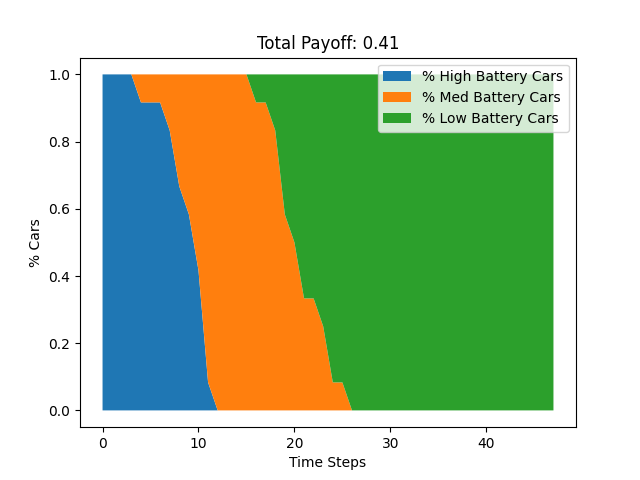 Total Payoff: 0.41
% High Battery Cars
% Med Battery Cars
% Low Battery Cars
% Cars
1.0
0.8
0.6
0.4
0.2
0.0
0 10 20 30 40
Time Steps